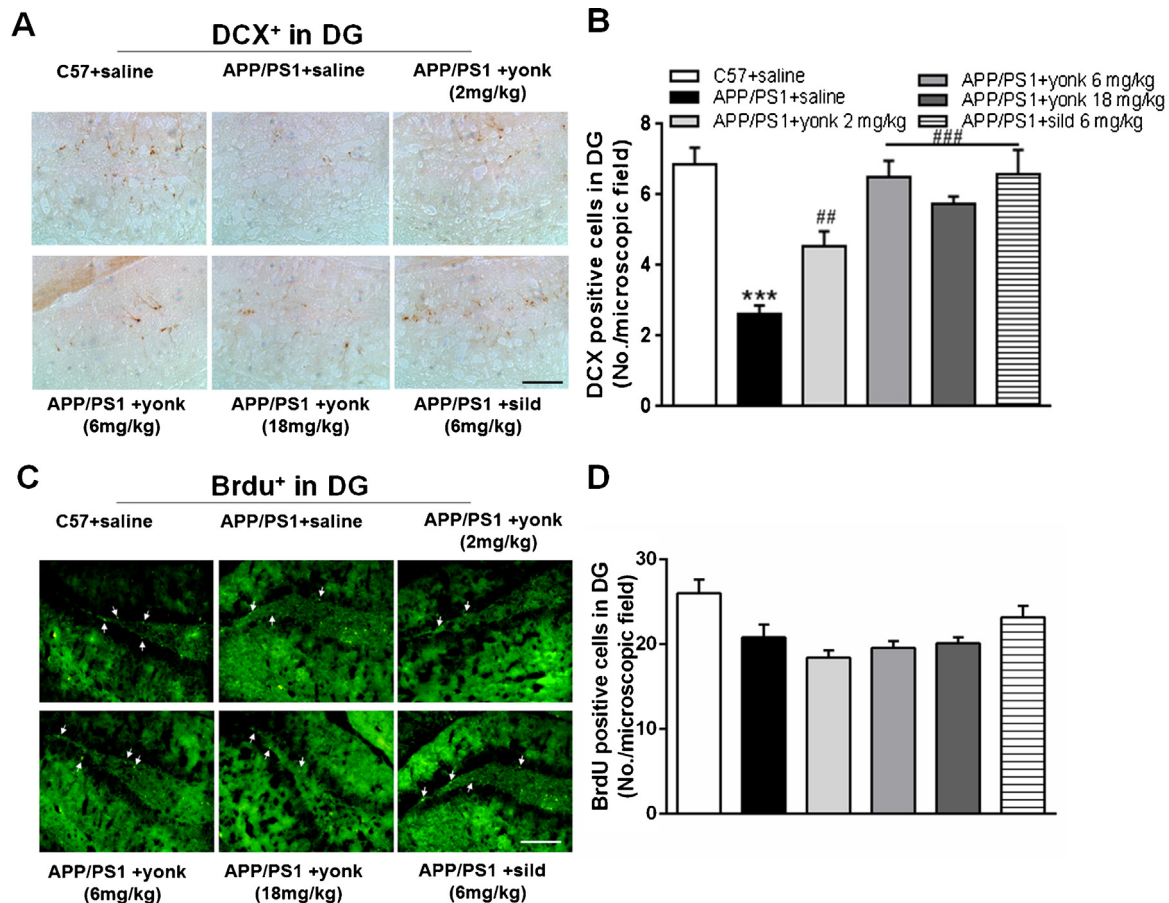 A
DCX⁺ in DG
C57+saline
APP/PS1+saline
APP/PS1 +yonk
(2mg/kg)
APP/PS1 +yonk
(6mg/kg)
APP/PS1 +yonk
(18mg/kg)
APP/PS1 +sild
(6mg/kg)
B
C57+saline
APP/PS1+saline
APP/PS1+yonk 2 mg/kg
APP/PS1+yonk 6 mg/kg
APP/PS1+yonk 18 mg/kg
APP/PS1+sild 6 mg/kg
DCX positive cells in DG
(No./microscopic field)
8
6
4
2
0
***
##
###
C
Brdu⁺ in DG
C57+saline
APP/PS1+saline
APP/PS1 +yonk
(2mg/kg)
APP/PS1 +yonk
(6mg/kg)
APP/PS1 +yonk
(18mg/kg)
APP/PS1 +sild
(6mg/kg)
D
BrdU positive cells in DG
(No./microscopic field)
30
20
10
0